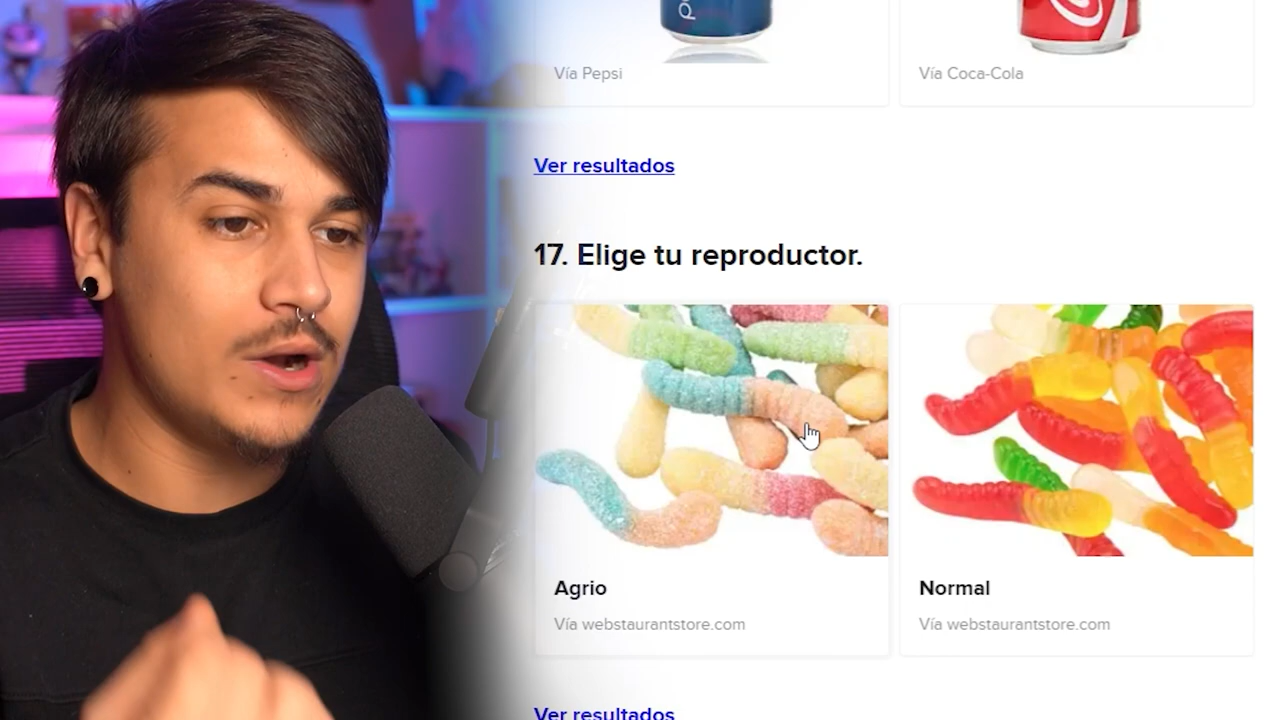 Vía Pepsi
Vía Coca-Cola
Ver resultados
17. Elige tu reproductor.
Agrio
Normal
Vía webstaurantstore.com
Vía webstaurantstore.com
Ver resultados